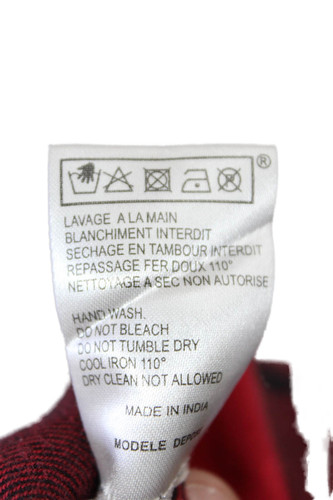 ®
LAVAGE A LA MAIN
BLANCHIMENT INTERDIT
SECHAGE EN TAMBOUR INTERDIT
REPASSAGE FER DOUX 110°
NETTOYAGE A SEC NON AUTORISE
HAND WASH.
DO NOT BLEACH
DO NOT TUMBLE DRY
COOL IRON 110°
DRY CLEAN NOT ALLOWED
MADE IN INDIA
MODELE